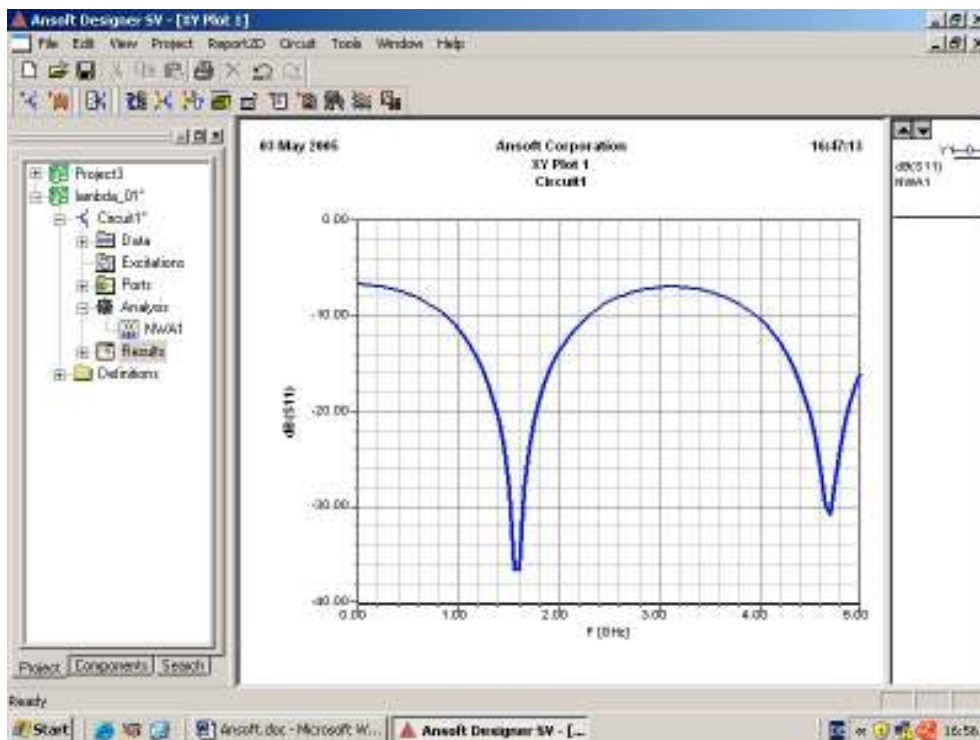 Ansoft Designer SV - [XY Plot 1]
File Edit View Project Report2D Circuit Tools Window Help
03 May 2005
Ansoft Corporation
XY Plot 1
Circuit1
16:47:13
Y1
dB(S11)
NWA1
Project3
lambda_01*
Circuit1*
Data
Excitations
Ports
Analysis
NWA1
Results
Definitions
0.00
-10.00
-20.00
-30.00
-40.00
dB(S11)
0.00 1.00 2.00 3.00 4.00 5.00
F [GHz]
Project Components Search
Ready
Start
Ansoft.doc - Microsoft W...
Ansoft Designer SV - [...